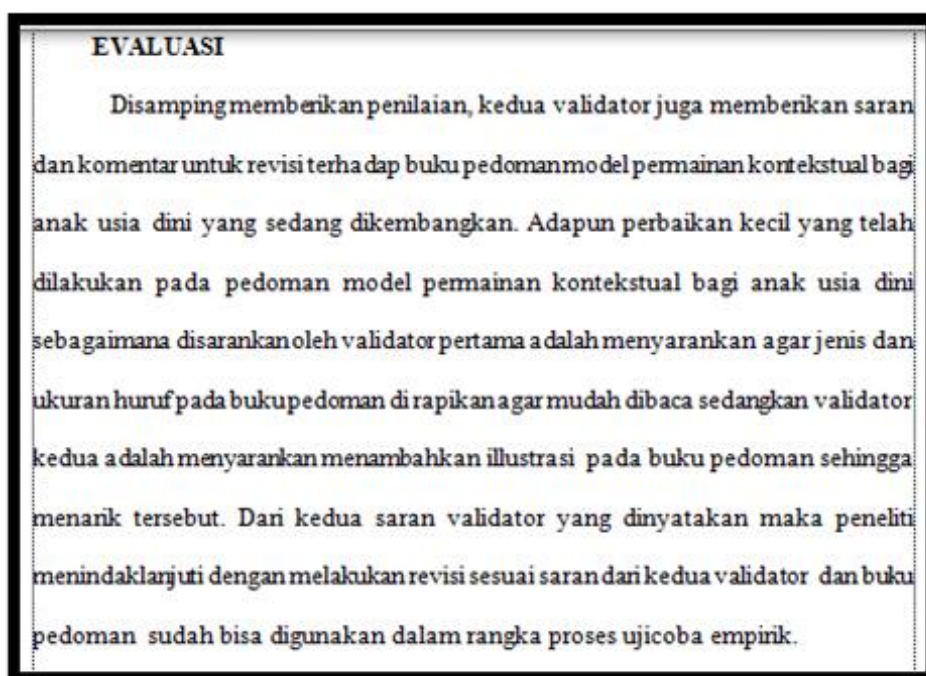 EVALUASI
Disamping memberikan penilaian, kedua validator juga memberikan saran
dan komentar untuk revisi terhadap buku pedoman model permainan kontekstual bagi
anak usia dini yang sedang dikembangkan. Adapun perbaikan kecil yang telah
dilakukan pada pedoman model permainan kontekstual bagi anak usia dini
sebagaimana disarankan oleh validator pertama adalah menyarankan agar jenis dan
ukuran huruf pada buku pedoman di rapikan agar mudah dibaca sedangkan validator
kedua adalah menyarankan menambahkan illustrasi pada buku pedoman sehingga
menarik tersebut. Dari kedua saran validator yang dinyatakan maka peneliti
menindaklanjuti dengan melakukan revisi sesuai saran dari kedua validator dan buku
pedoman sudah bisa digunakan dalam rangka proses ujicoba empirik.